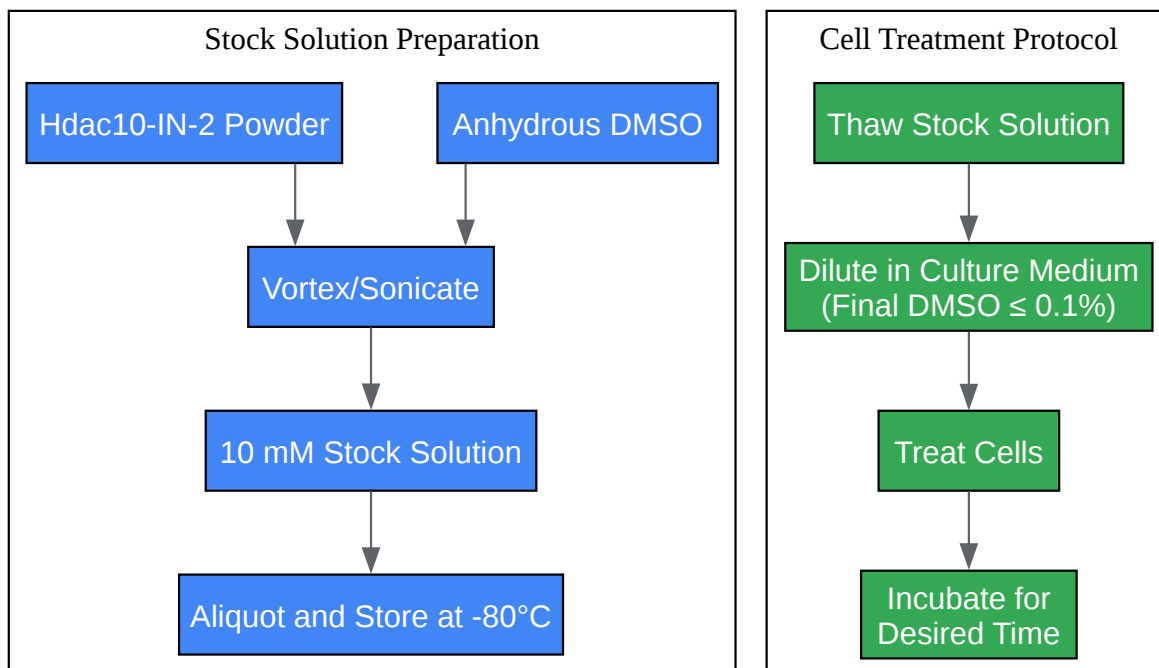 Stock Solution Preparation
Hdac10-IN-2 Powder
Anhydrous DMSO
Vortex/Sonicate
10 mM Stock Solution
Aliquot and Store at -80°C
Cell Treatment Protocol
Thaw Stock Solution
Dilute in Culture Medium
(Final DMSO ≤ 0.1%)
Treat Cells
Incubate for
Desired Time